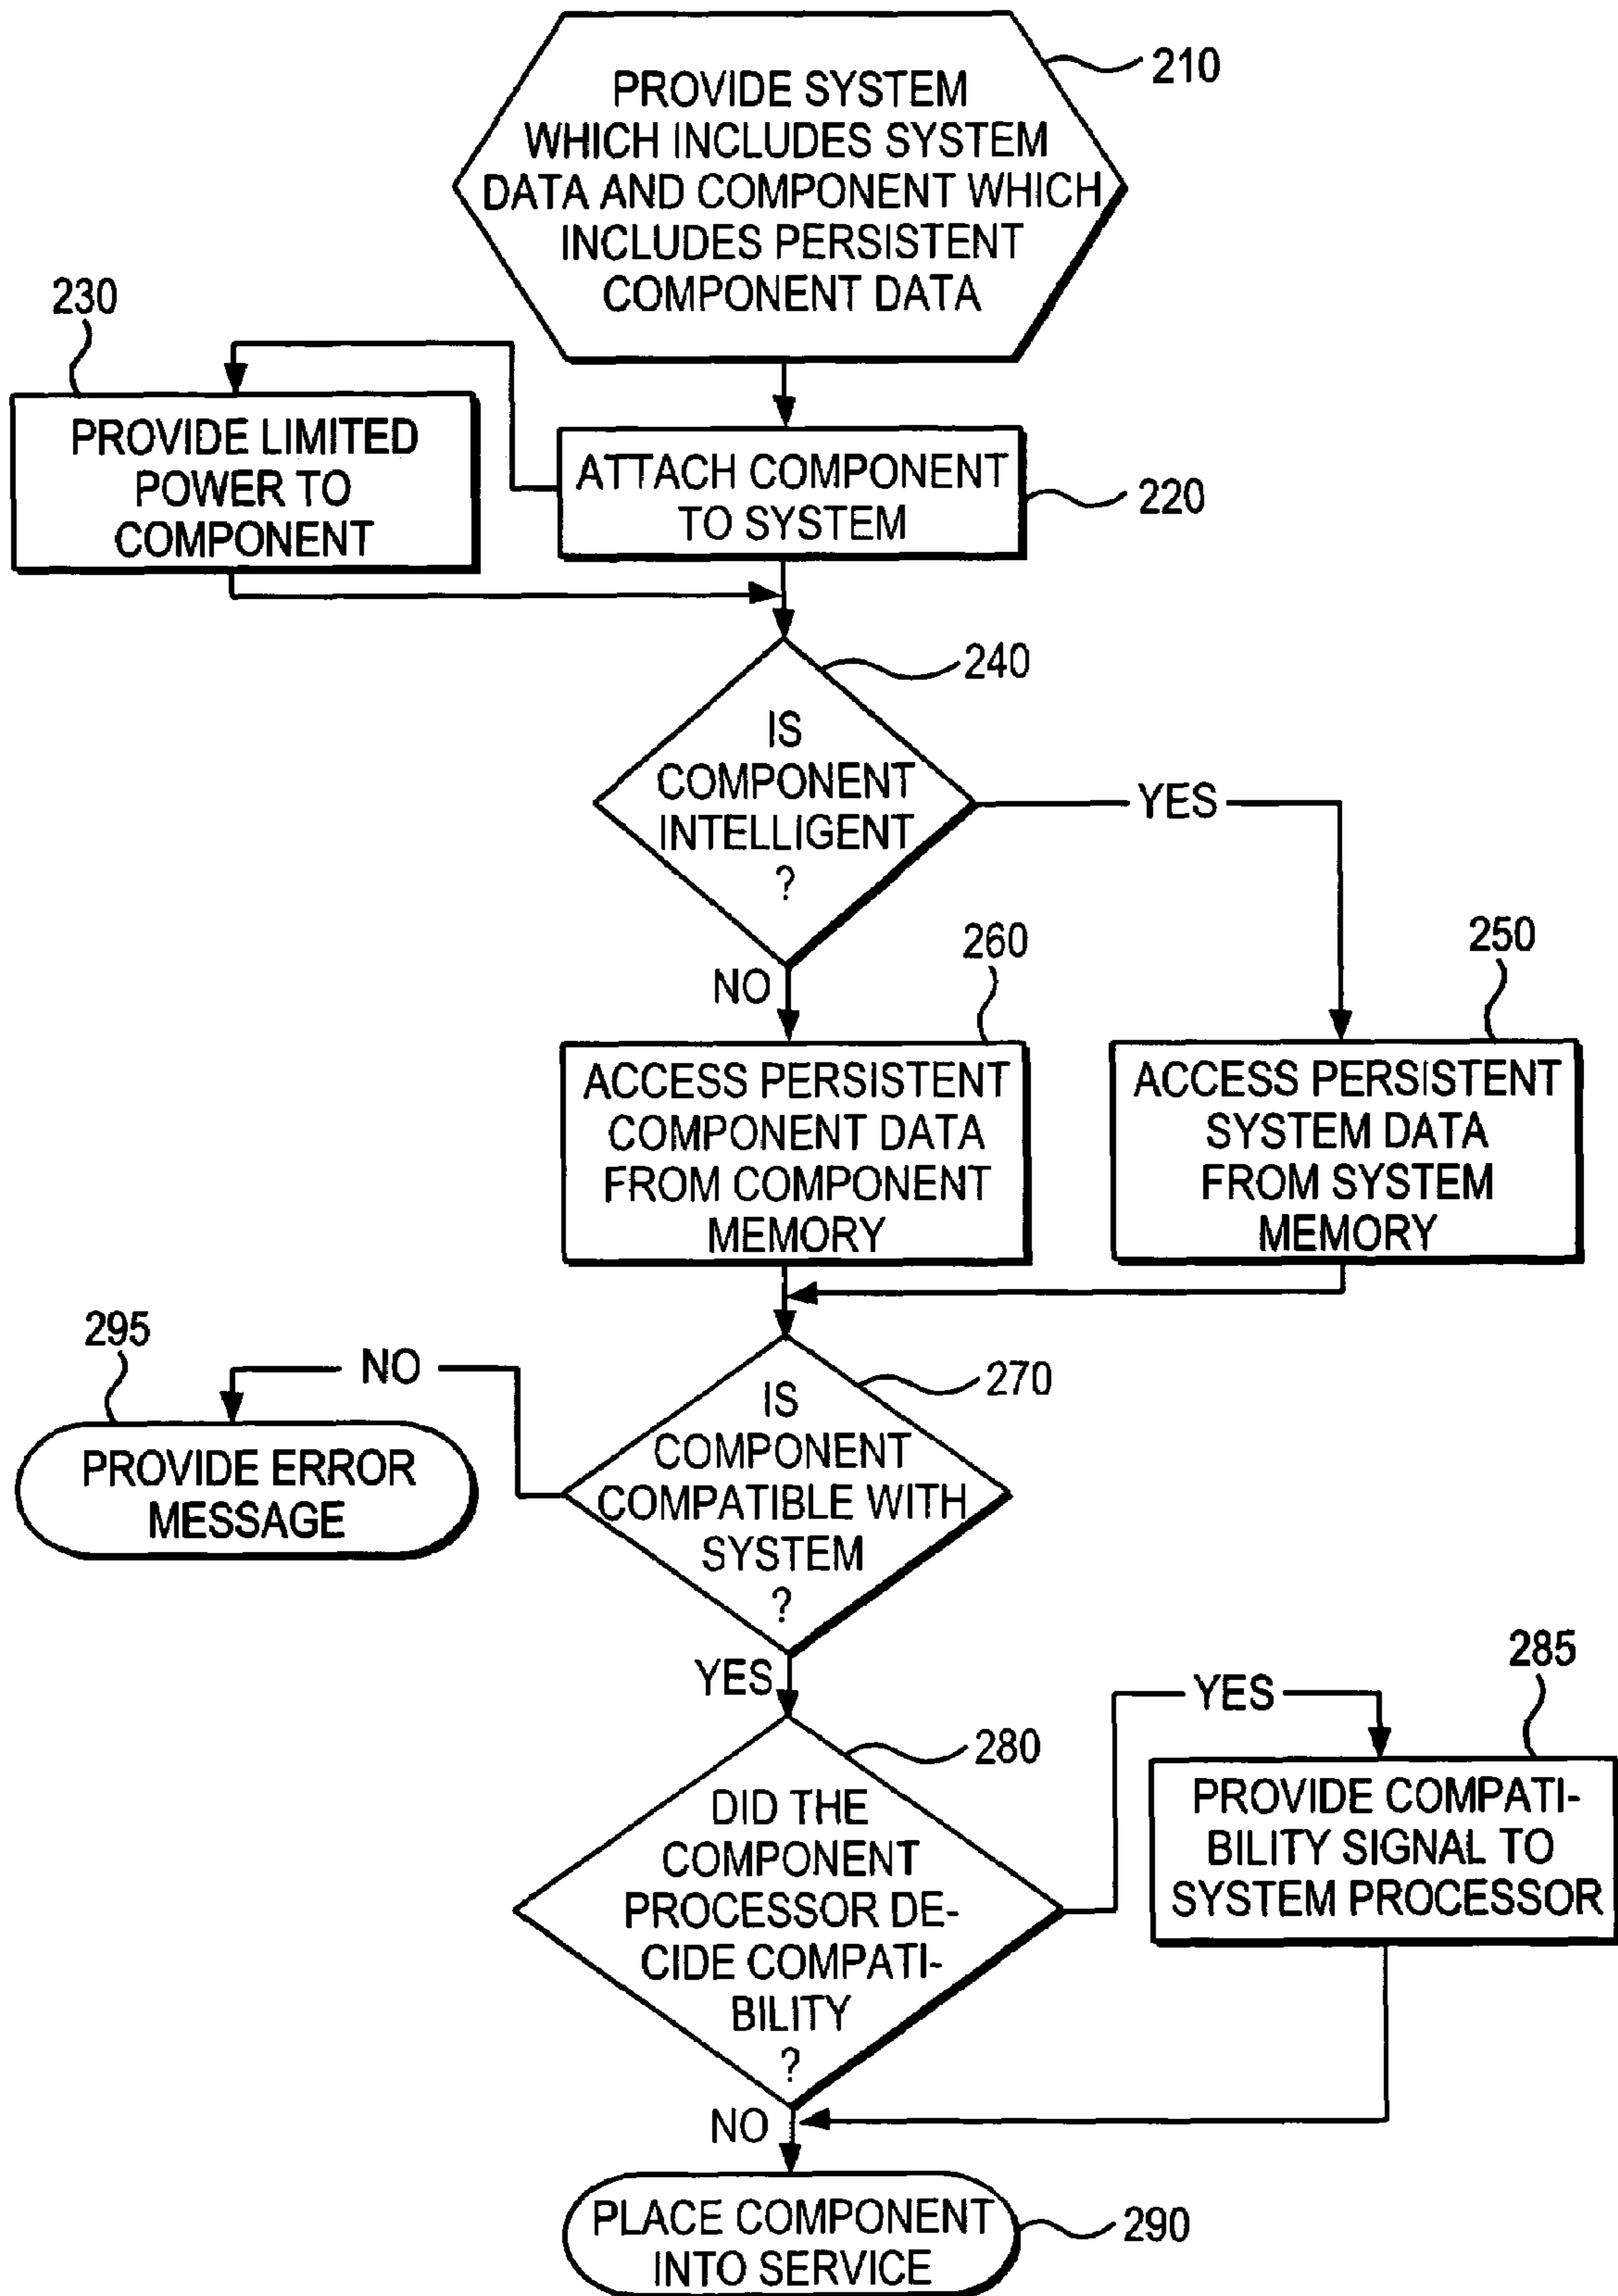 PROVIDE SYSTEM
WHICH INCLUDES SYSTEM
DATA AND COMPONENT WHICH
INCLUDES PERSISTENT
COMPONENT DATA
210
230
PROVIDE LIMITED
POWER TO
COMPONENT
ATTACH COMPONENT
TO SYSTEM
220
240
IS
COMPONENT
INTELLIGENT
?
YES
NO
260
250
ACCESS PERSISTENT
COMPONENT DATA
FROM COMPONENT
MEMORY
ACCESS PERSISTENT
SYSTEM DATA
FROM SYSTEM
MEMORY
295
NO
270
PROVIDE ERROR
MESSAGE
IS
COMPONENT
COMPATIBLE WITH
SYSTEM
?
YES
280
YES
285
DID THE
COMPONENT
PROCESSOR DE-
CIDE COMPATI-
BILITY
?
PROVIDE COMPATI-
BILITY SIGNAL TO
SYSTEM PROCESSOR
NO
PLACE COMPONENT
INTO SERVICE
290